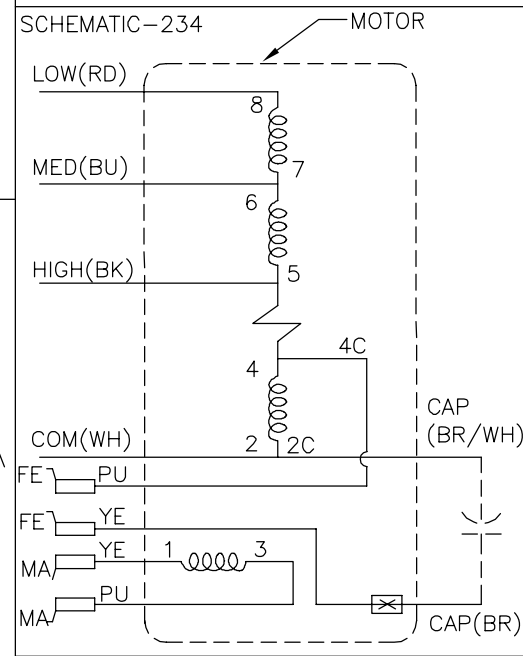 SCHEMATIC-234
MOTOR
LOW(RD)
8
7
MED(BU)
6
5
HIGH(BK)
4C
4
CAP
(BR/WH)
COM(WH)
2
2C
FE
PU
FE
YE
MA
YE
1
3
MA
PU
CAP(BR)